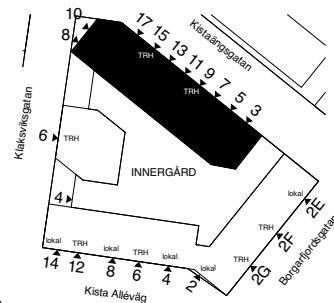 10
8
17
15
13
11
9
7
5
3
Kistaängsgatan
TRH
TRH
Klaksviksgatan
6
TRH
INNERGÅRD
4
lokal
2E
TRH
2F
Borgarfjordsgatan
TRH
2G
lokal
TRH
lokal
TRH
lokal
lokal
14
12
8
6
4
2
Kista Alléväg